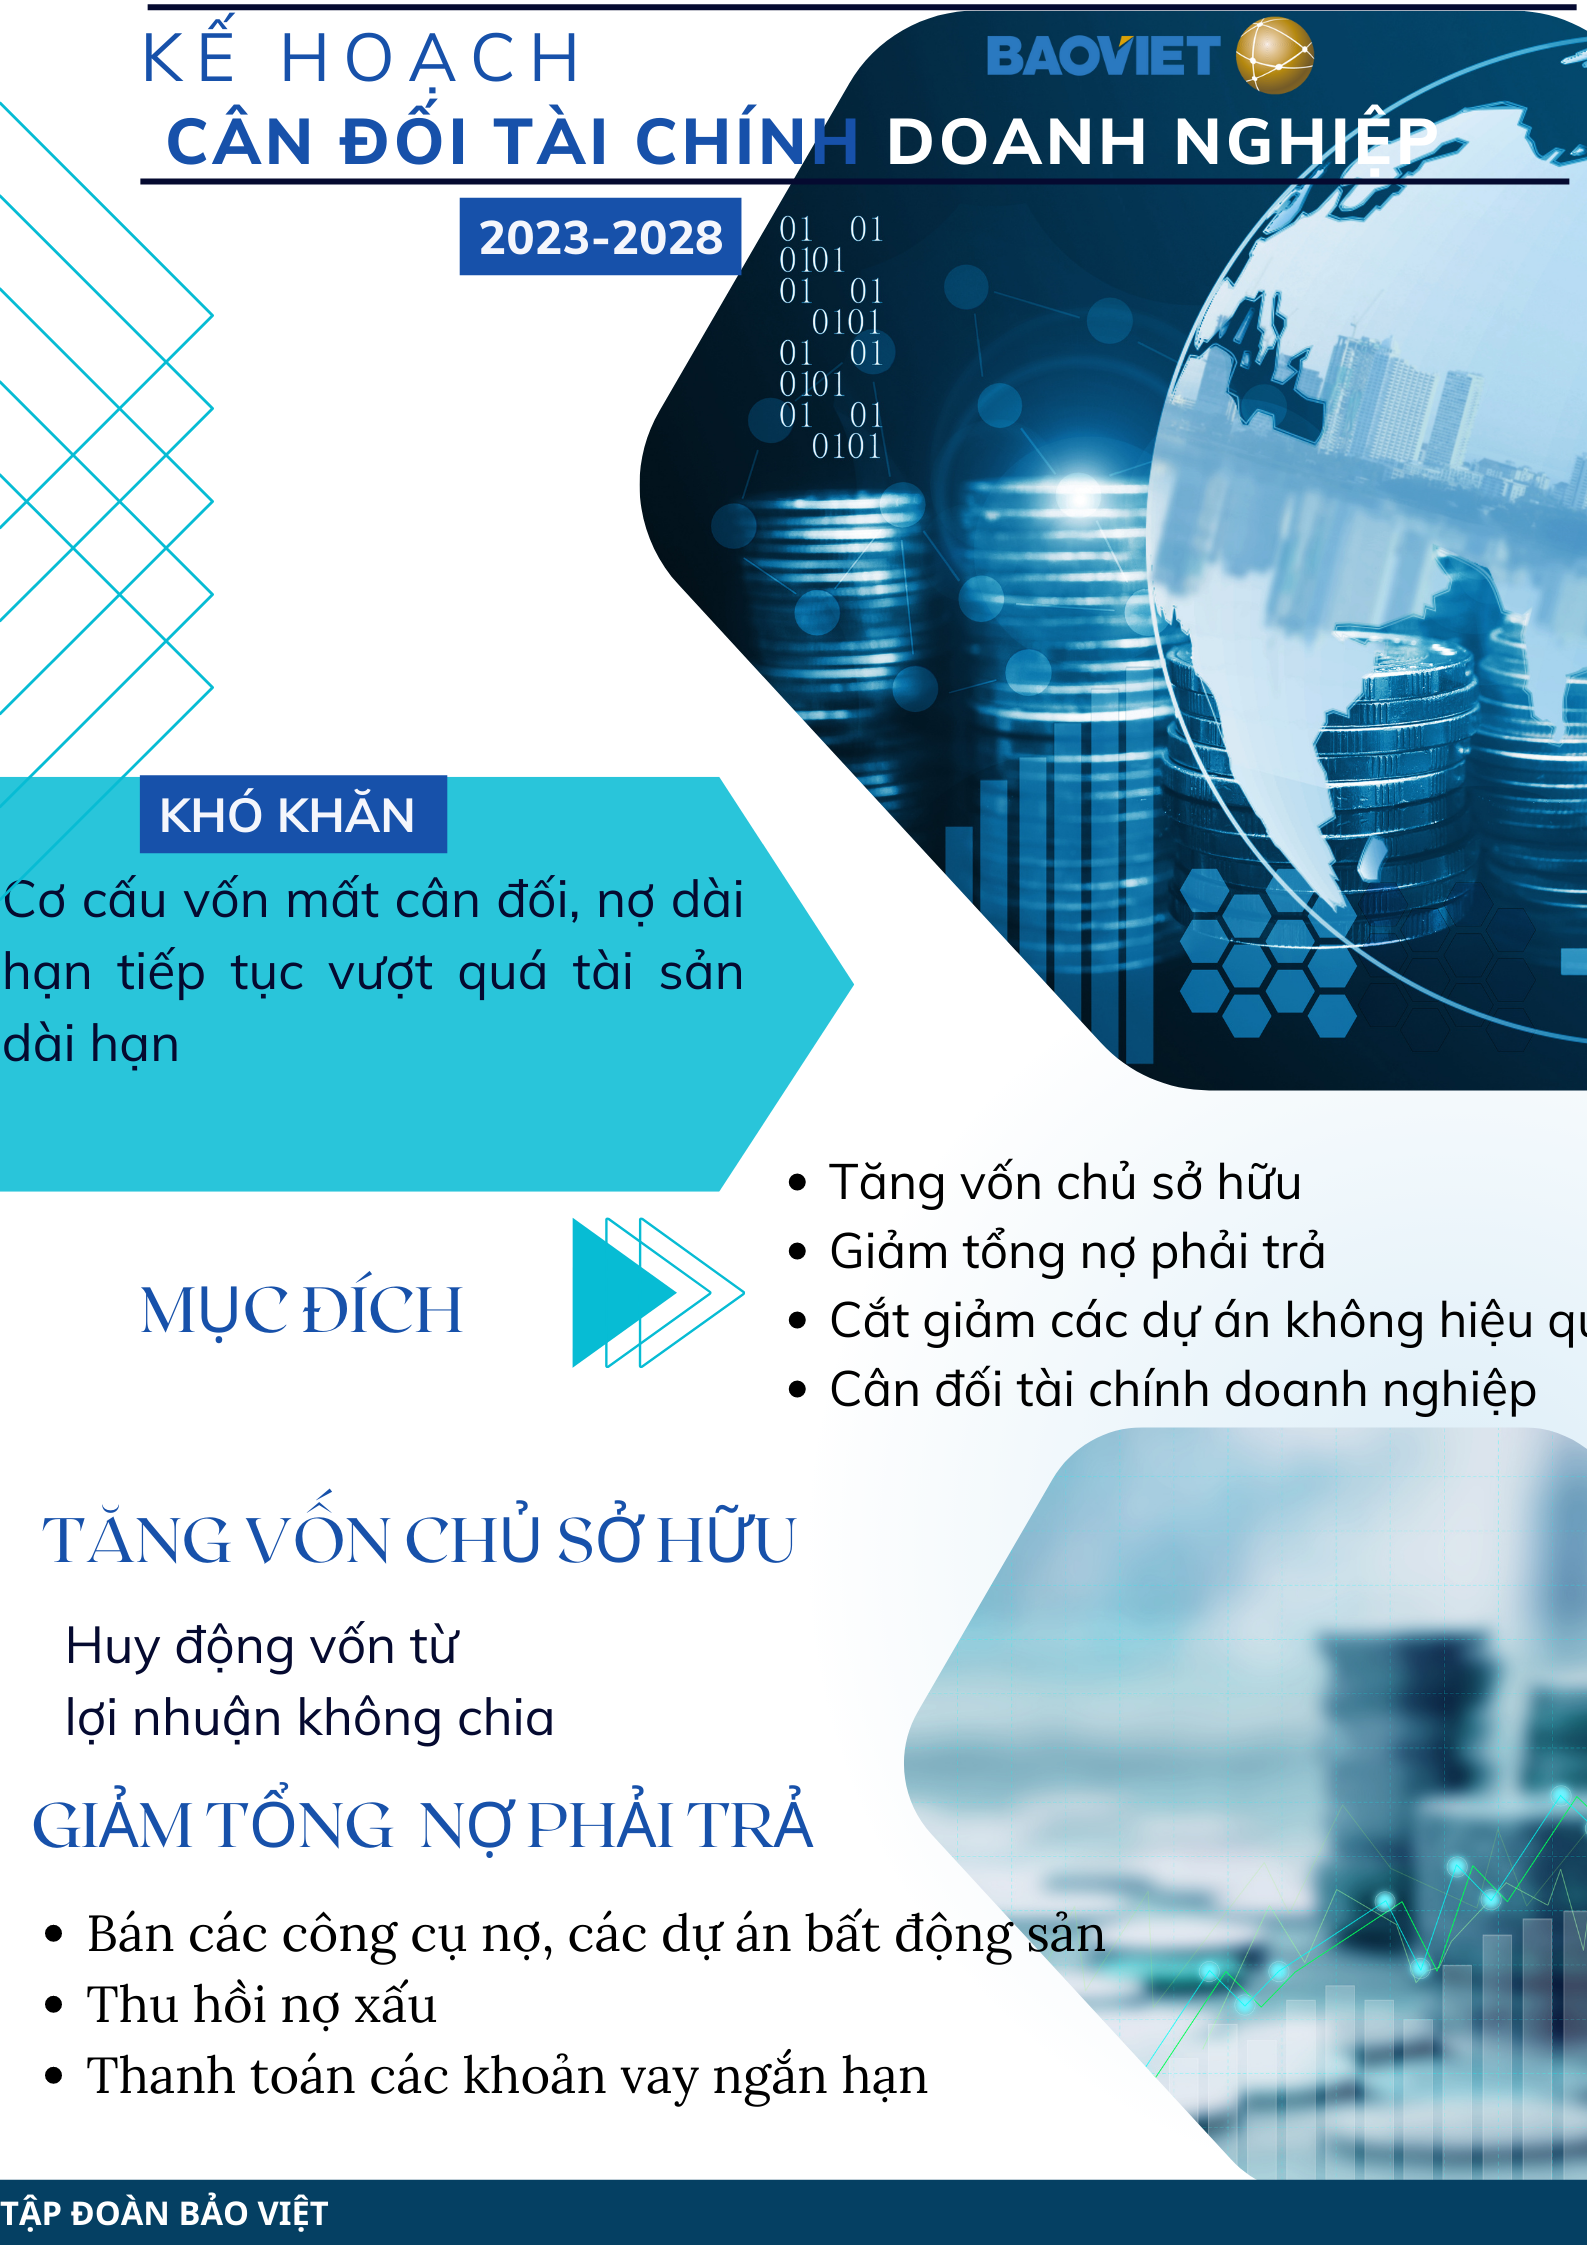 KẾ HOẠCH
BAOVIET
CÂN ĐỐI TÀI CHÍNH DOANH NGHIỆP
2023-2028
01 01
0101
01 01
0101
01 01
0101
01 01
0101
KHÓ KHĂN
Cơ cấu vốn mất cân đối, nợ dài
hạn tiếp tục vượt quá tài sản
dài hạn
• Tăng vốn chủ sở hữu
• Giảm tổng nợ phải trả
• Cắt giảm các dự án không hiệu qu
• Cân đối tài chính doanh nghiệp
MỤC ĐÍCH
TĂNG VỐN CHỦ SỞ HỮU
Huy động vốn từ
lợi nhuận không chia
GIẢM TỔNG NỢ PHẢI TRẢ
• Bán các công cụ nợ, các dự án bất động sản
• Thu hồi nợ xấu
• Thanh toán các khoản vay ngắn hạn
TẬP ĐOÀN BẢO VIỆT